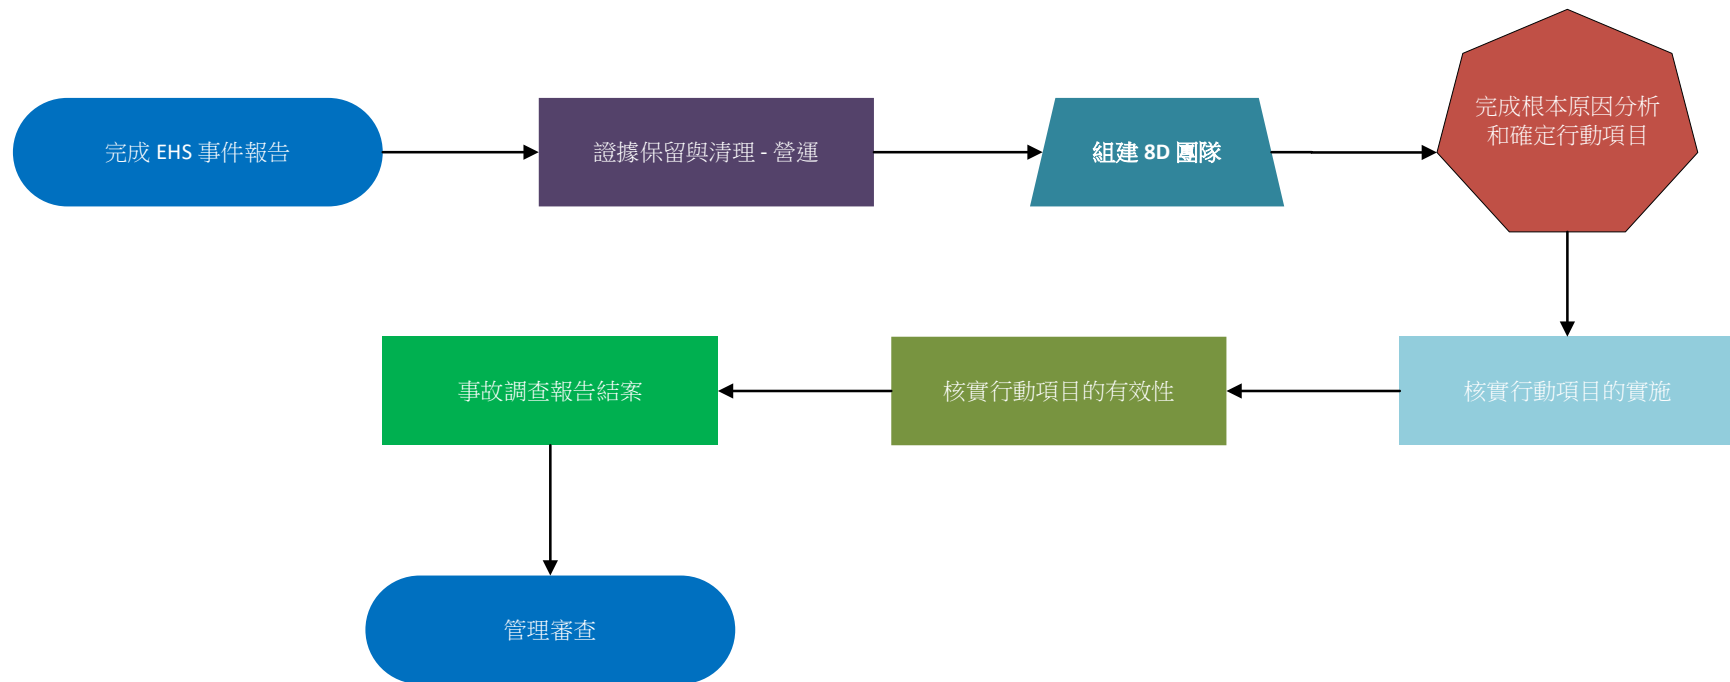 完成 EHS 事件報告
證據保留與清理 - 營運
組建 8D 團隊
完成根本原因分析
和確定行動項目
核實行動項目的實施
核實行動項目的有效性
事故調查報告結案
管理審查